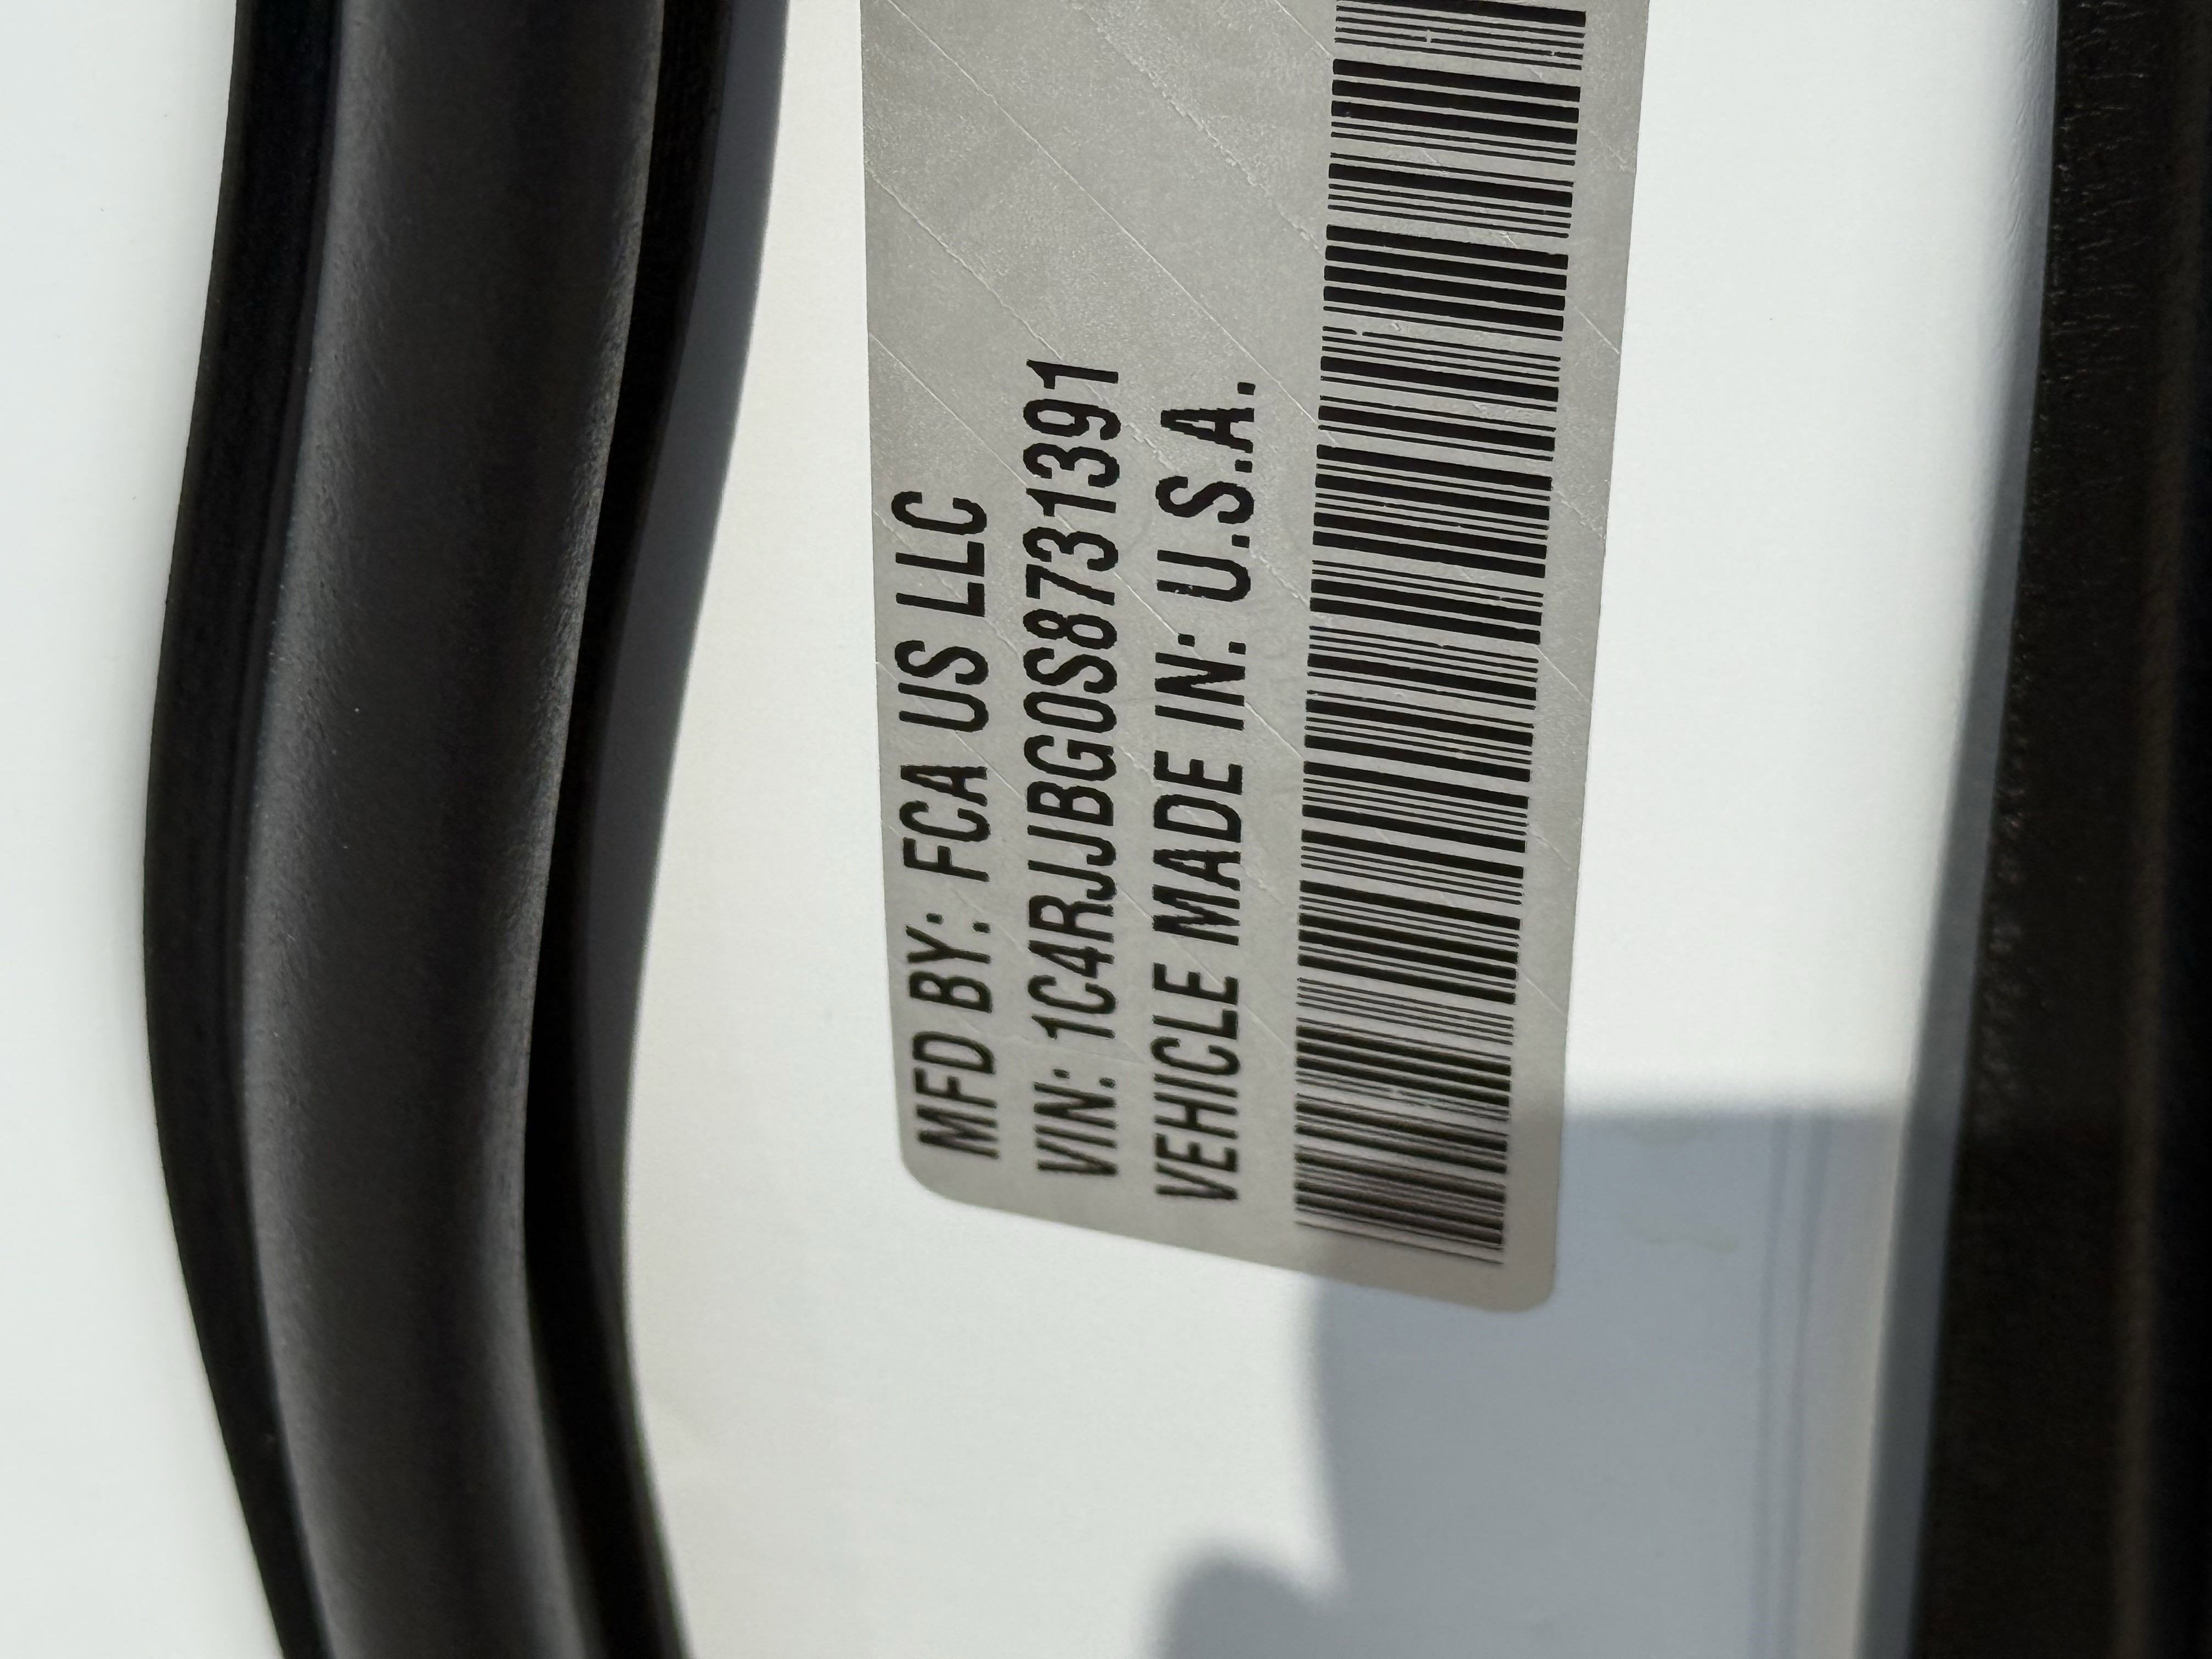 MFD BY: FCA US LLC
VIN: 1C4RJJBG0S8731391
VEHICLE MADE IN: U.S.A.